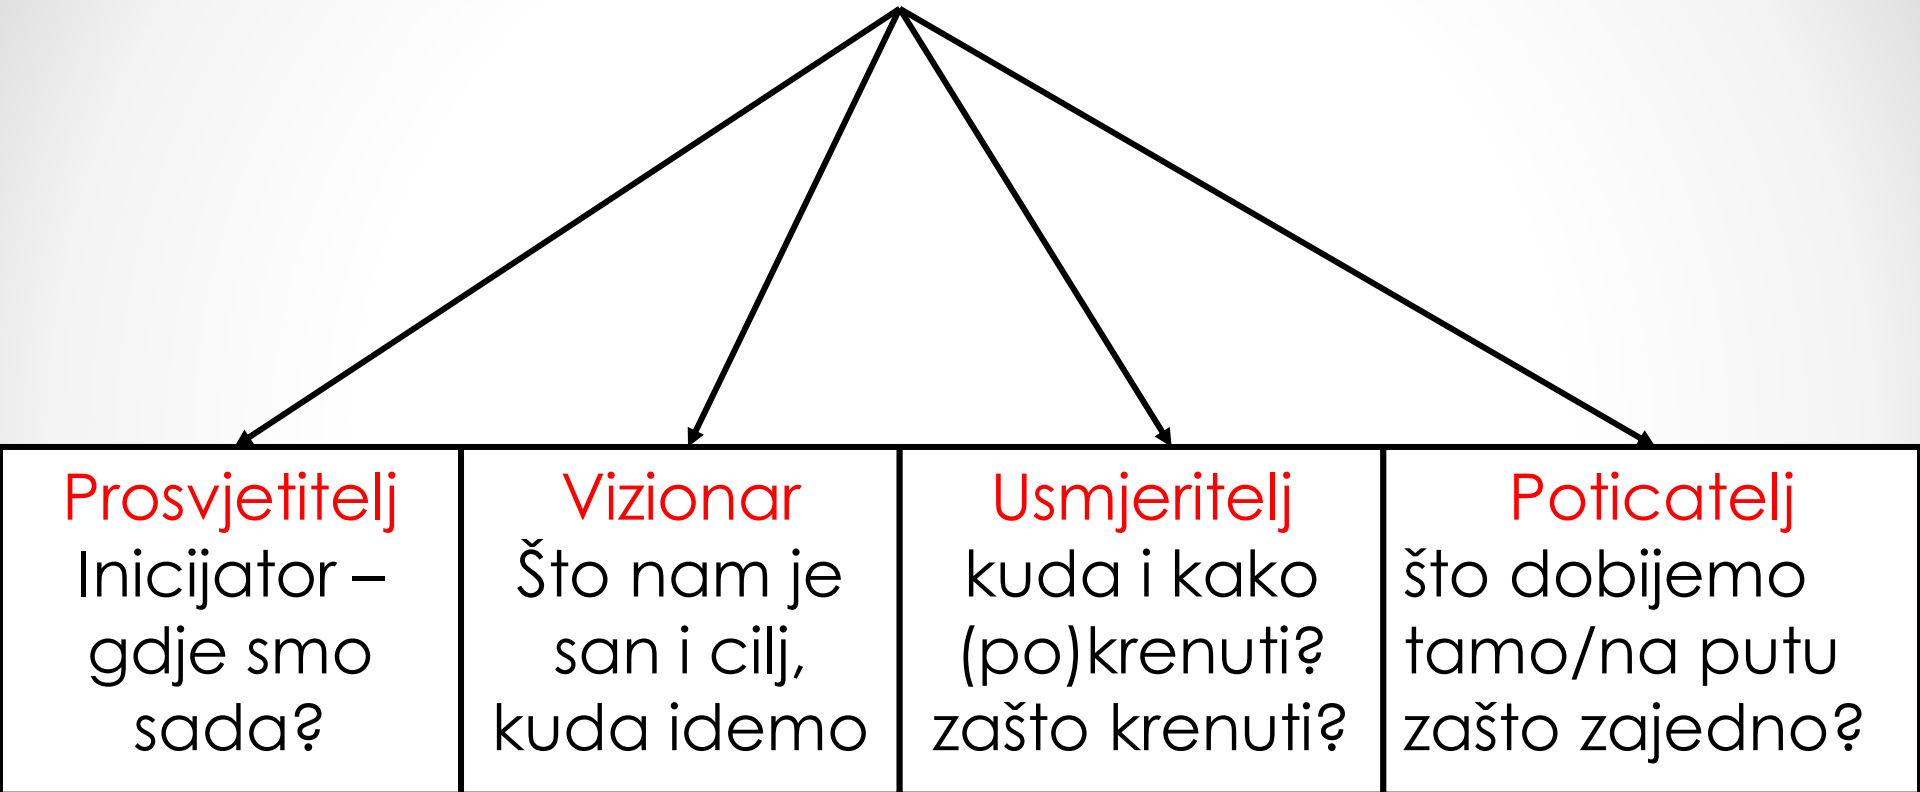 Prosvjetitelj
Inicijator –
gdje smo
sada?
Vizionar
Što nam je
san i cilj,
kuda idemo
Usmjeritelj
kuda i kako
(po)krenuti?
zašto krenuti?
Poticatelj
što dobijemo
tamo/na putu
zašto zajedno?